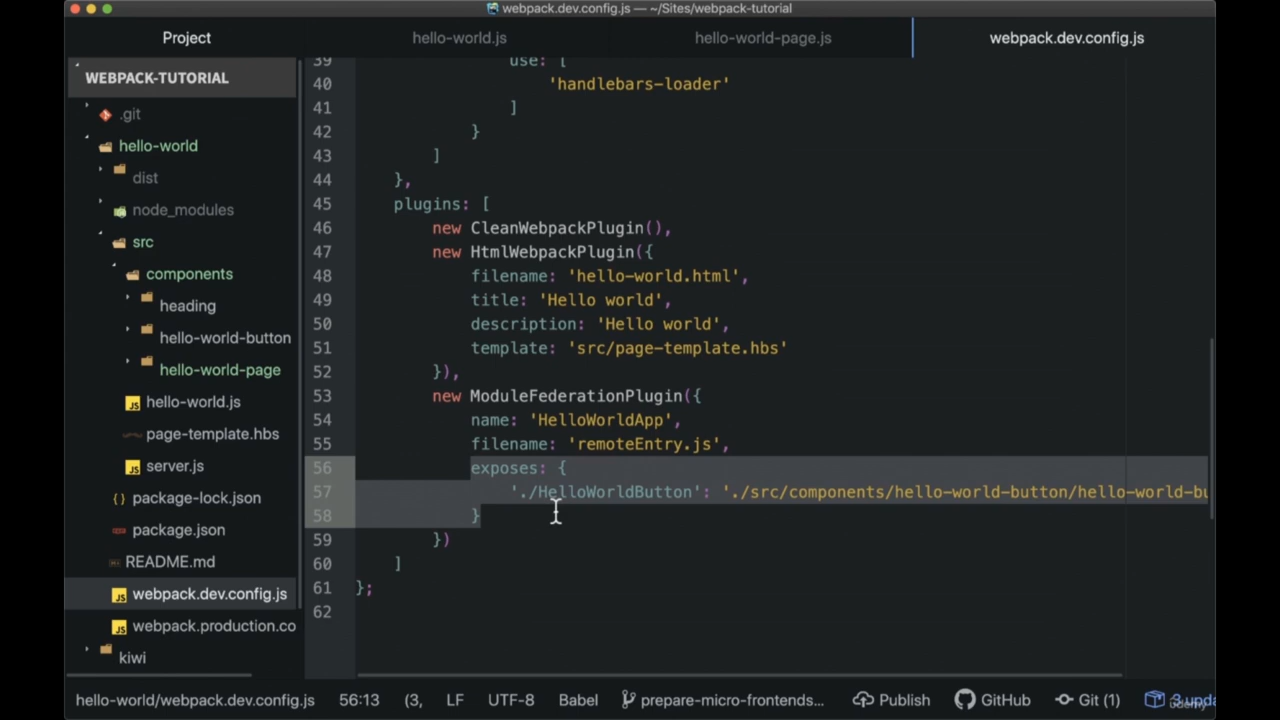 webpack.dev.config.js — ~/Sites/webpack-tutorial
Project
hello-world.js
hello-world-page.js
webpack.dev.config.js
WEBPACK-TUTORIAL
.git
hello-world
dist
node_modules
src
components
heading
hello-world-button
hello-world-page
hello-world.js
page-template.hbs
server.js
package-lock.json
package.json
README.md
webpack.dev.config.js
webpack.production.co
kiwi
39 use: [
40 'handlebars-loader'
41 ]
42 }
43 ]
44 },
45 plugins: [
46 new CleanWebpackPlugin(),
47 new HtmlWebpackPlugin({
48 filename: 'hello-world.html',
49 title: 'Hello world',
50 description: 'Hello world',
51 template: 'src/page-template.hbs'
52 }),
53 new ModuleFederationPlugin({
54 name: 'HelloWorldApp',
55 filename: 'remoteEntry.js',
56 exposes: {
57 './HelloWorldButton': './src/components/hello-world-button/hello-world-bu
58 }
59 })
60 ]
61 };
62
hello-world/webpack.dev.config.js 56:13 (3, LF UTF-8 Babel prepare-micro-frontends... Publish GitHub Git (1) 3 upda